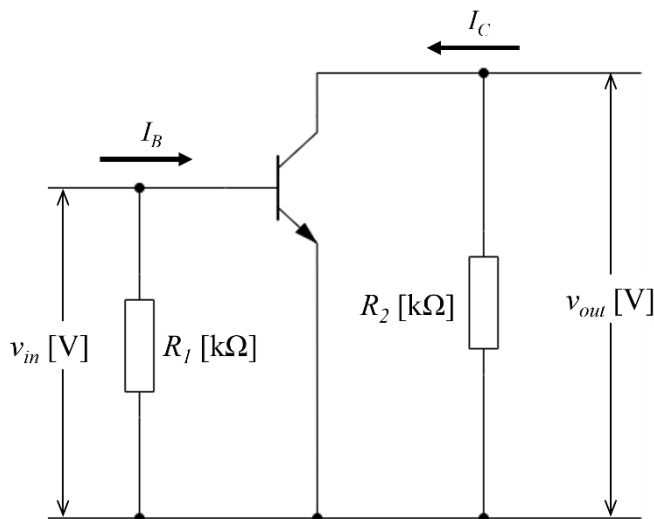 I_C
I_B
R_2 [kΩ]
v_out [V]
v_in [V]
R_1 [kΩ]